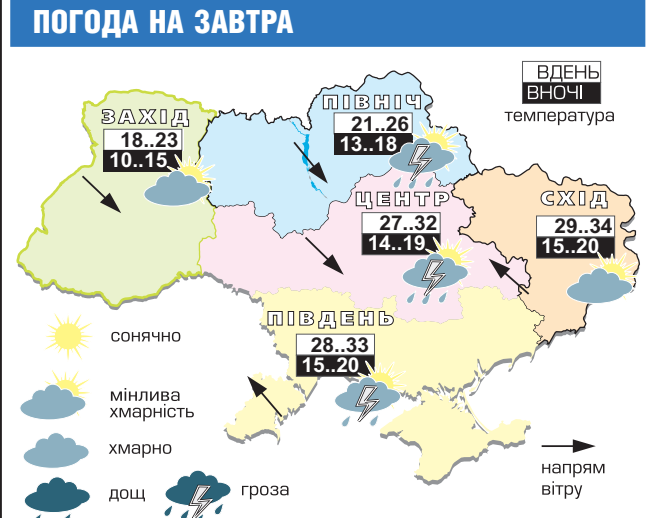 ПОГОДА НА ЗАВТРА
ВДЕНЬ
ВНОЧІ
температура
ЗАХІД
18..23
10..15
ПІВНІЧ
21..26
13..18
ЦЕНТР
27..32
14..19
СХІД
29..34
15..20
ПІВДЕНЬ
28..33
15..20
сонячно
мінлива
хмарність
хмарно
дощ
гроза
напрям
вітру